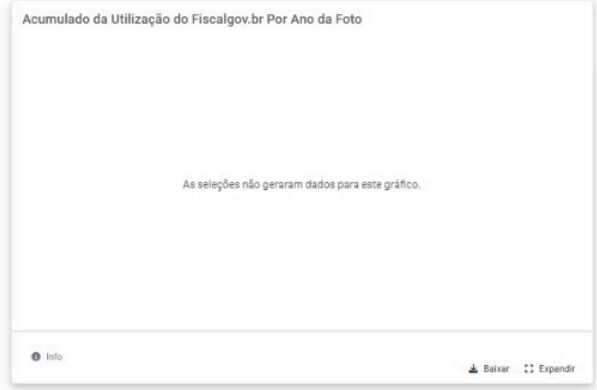 Acumulado da Utilização do Fiscalgov.br Por Ano da Foto
As seleções não geraram dados para este gráfico.
Info
Baixar Expandir